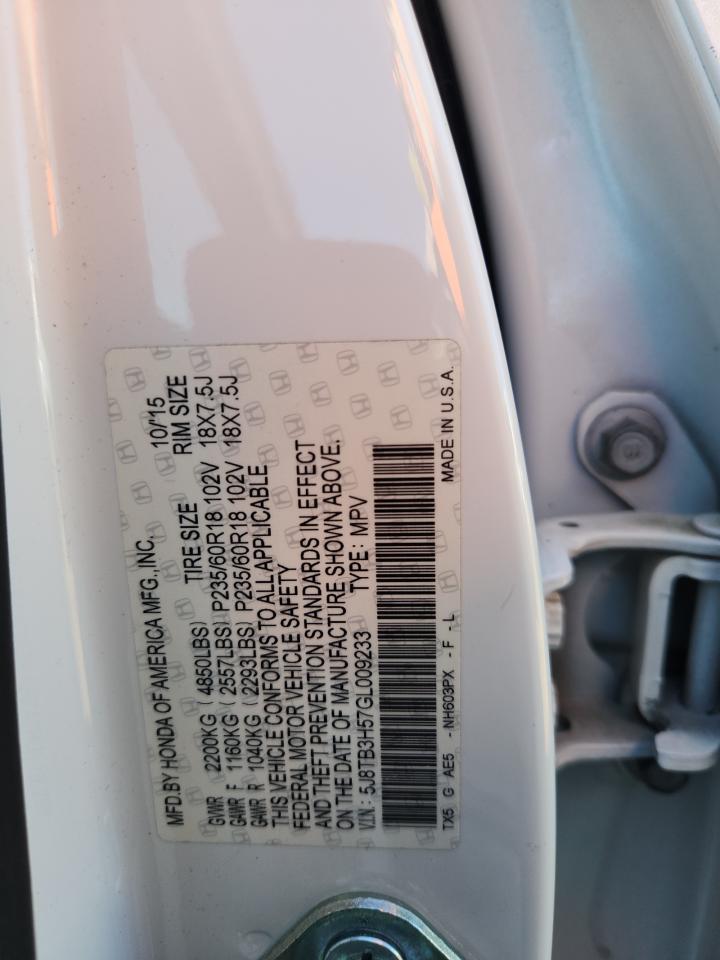 MFD.BY HONDA OF AMERICA MFG., INC. 10/'15
GVWR 2200KG (4850LBS) TIRE SIZE RIM SIZE
GAWR F 1160KG (2557LBS) P235/60R18 102V 18X7.5J
GAWR R 1040KG (2293LBS) P235/60R18 102V 18X7.5J
THIS VEHICLE CONFORMS TO ALL APPLICABLE
FEDERAL MOTOR VEHICLE SAFETY
AND THEFT PREVENTION STANDARDS IN EFFECT
ON THE DATE OF MANUFACTURE SHOWN ABOVE.
V.I.N: 5J8TB3H57GL009233 TYPE: MPV
TX5 G AE5 -NH603PX -F -L MADE IN U.S.A.